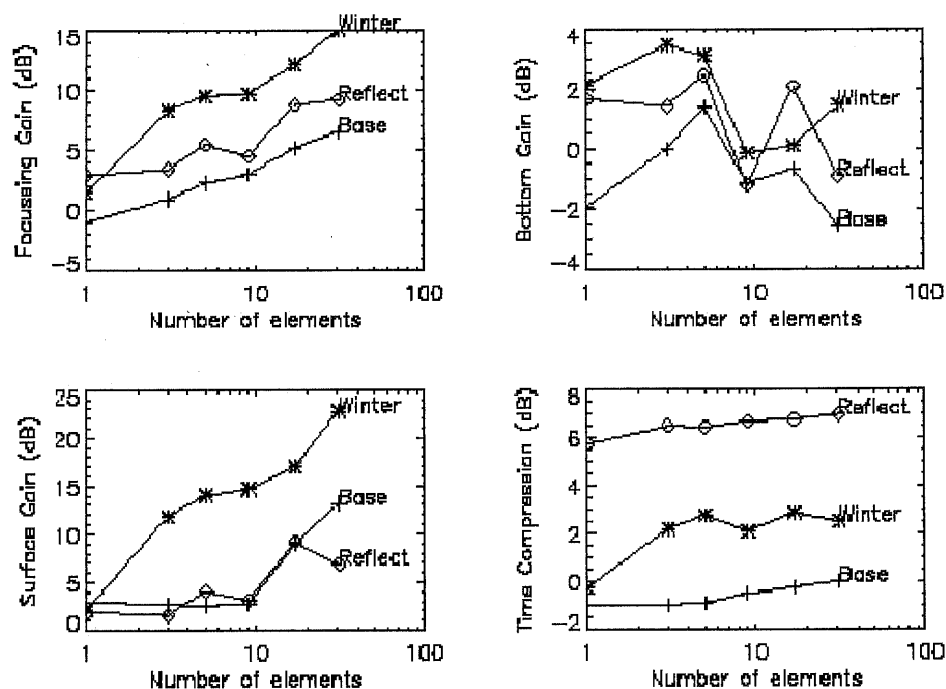 Focussing Gain (dB)
15
10
5
0
−5
Winter
Reflect
Base
1
10
100
Number of elements
Bottom Gain (dB)
4
2
0
−2
−4
Winter
Reflect
Base
1
10
100
Number of elements
Surface Gain (dB)
25
20
15
10
5
0
Winter
Base
Reflect
1
10
100
Number of elements
Time Compression (dB)
8
6
4
2
0
−2
Reflect
Winter
Base
1
10
100
Number of elements